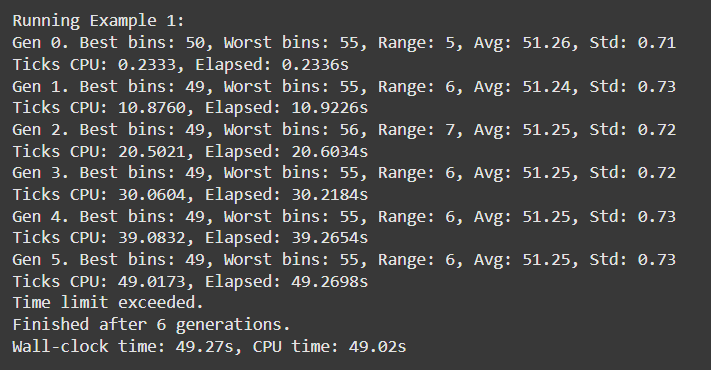 Running Example 1:
Gen 0. Best bins: 50, Worst bins: 55, Range: 5, Avg: 51.26, Std: 0.71
Ticks CPU: 0.2333, Elapsed: 0.2336s
Gen 1. Best bins: 49, Worst bins: 55, Range: 6, Avg: 51.24, Std: 0.73
Ticks CPU: 10.8760, Elapsed: 10.9226s
Gen 2. Best bins: 49, Worst bins: 56, Range: 7, Avg: 51.25, Std: 0.72
Ticks CPU: 20.5021, Elapsed: 20.6034s
Gen 3. Best bins: 49, Worst bins: 55, Range: 6, Avg: 51.25, Std: 0.72
Ticks CPU: 30.0604, Elapsed: 30.2184s
Gen 4. Best bins: 49, Worst bins: 55, Range: 6, Avg: 51.25, Std: 0.73
Ticks CPU: 39.0832, Elapsed: 39.2654s
Gen 5. Best bins: 49, Worst bins: 55, Range: 6, Avg: 51.25, Std: 0.73
Ticks CPU: 49.0173, Elapsed: 49.2698s
Time limit exceeded.
Finished after 6 generations.
Wall-clock time: 49.27s, CPU time: 49.02s